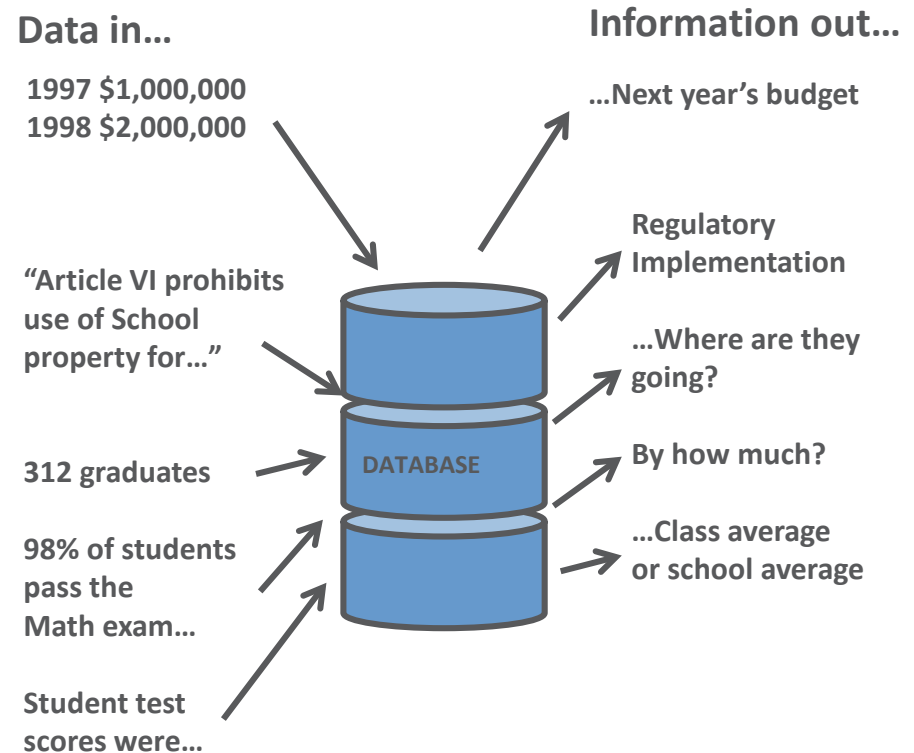 Data in…
1997 $1,000,000
1998 $2,000,000
“Article VI prohibits
use of School
property for…”
312 graduates
98% of students
pass the
Math exam…
Student test
scores were…
DATABASE
Information out…
…Next year’s budget
Regulatory
Implementation
…Where are they
going?
By how much?
…Class average
or school average